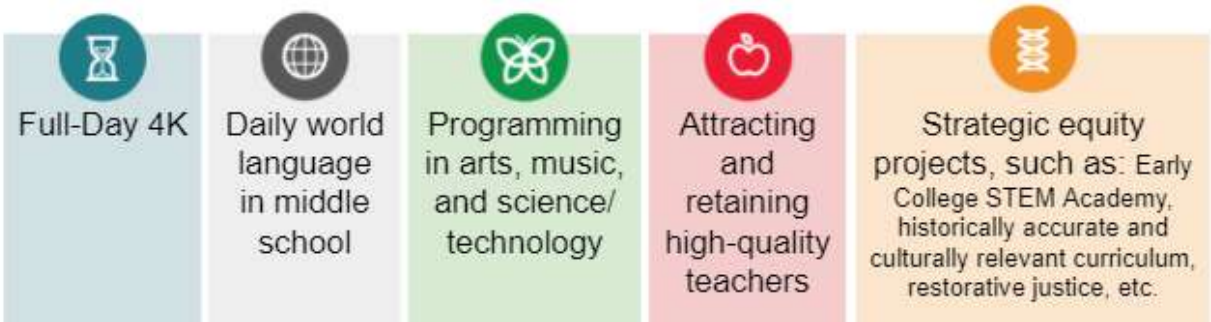 Full-Day 4K
Daily world
language
in middle
school
Programming
in arts, music,
and science/
technology
Attracting
and
retaining
high-quality
teachers
Strategic equity
projects, such as: Early
College STEM Academy,
historically accurate and
culturally relevant curriculum,
restorative justice, etc.